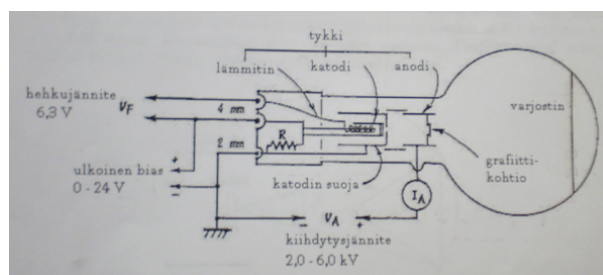 tykki
lämmitin katodi anodi
hehkujännite
6,3 V
V_F
4 mm
varjostin
R
2 mm
+
ulkoinen bias
0 - 24 V
–
grafiitti-
kohtio
katodin suoja
I_A
– V_A +
kiihdytysjännite
2,0 - 6,0 kV